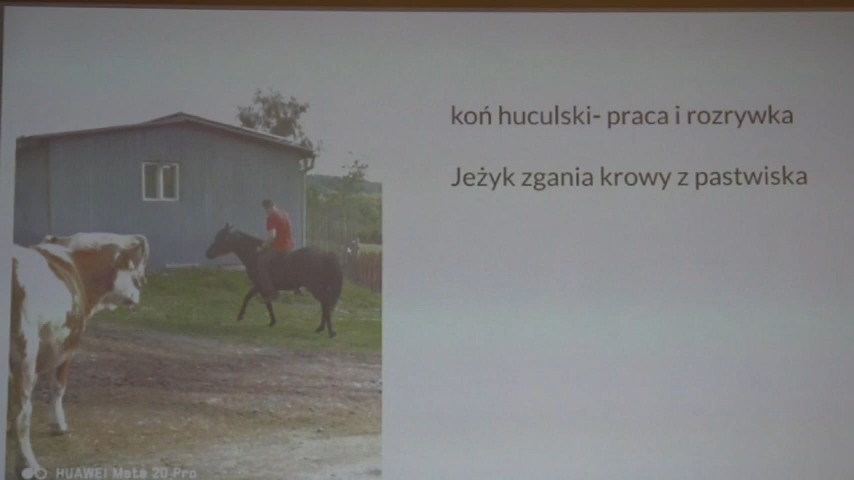 koń huculski- praca i rozrywka
Jeżyk zgania krowy z pastwiska
HUAWEI Mate 20 Pro